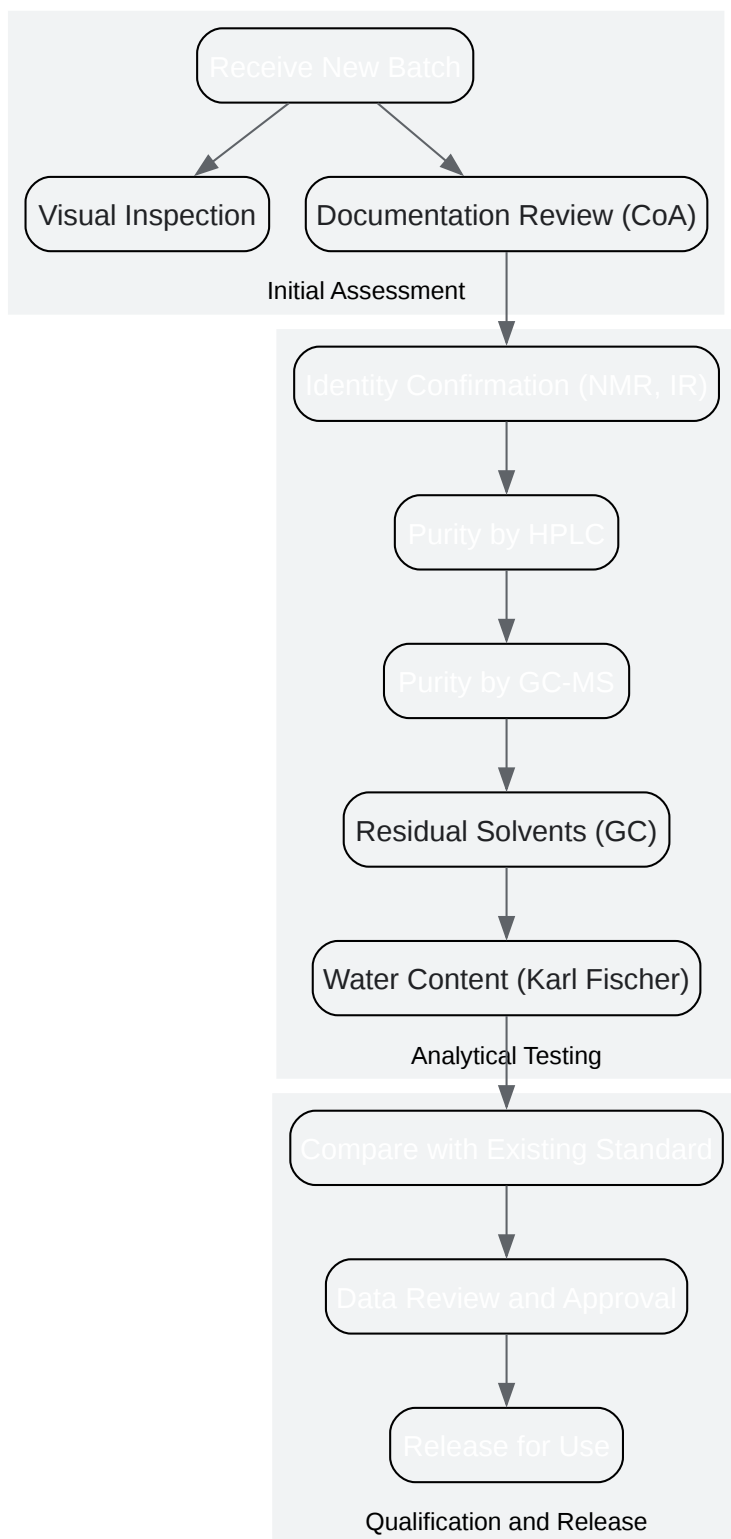 Receive New Batch
Visual Inspection
Documentation Review (CoA)
Initial Assessment
Identity Confirmation (NMR, IR)
Purity by HPLC
Purity by GC-MS
Residual Solvents (GC)
Water Content (Karl Fischer)
Analytical Testing
Compare with Existing Standard
Data Review and Approval
Release for Use
Qualification and Release